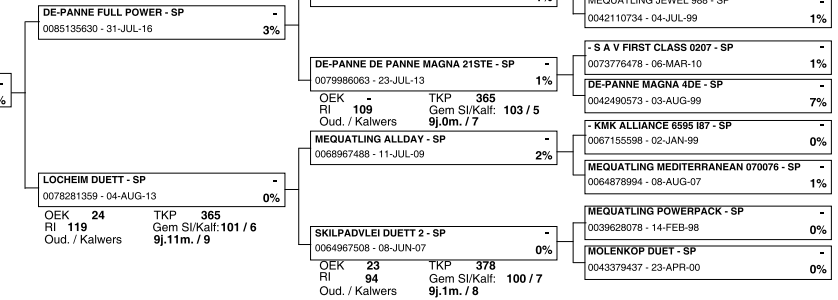 %
-
DE-PANNE FULL POWER - SP -
0085135630 - 31-JUL-16 3%
LOCHEIM DUETT - SP -
0078281359 - 04-AUG-13 0%
OEK 24 TKP 365
RI 119 Gem SI/Kalf: 101 / 6
Oud. / Kalwers 9j.11m. / 9
DE-PANNE DE PANNE MAGNA 21STE - SP -
0079986063 - 23-JUL-13 1%
OEK - TKP 365
RI 109 Gem SI/Kalf: 103 / 5
Oud. / Kalwers 9j.0m. / 7
MEQUATLING ALLDAY - SP -
0068967488 - 11-JUL-09 2%
SKILPADVLEI DUETT 2 - SP -
0064967508 - 08-JUN-07 0%
OEK 23 TKP 378
RI 94 Gem SI/Kalf: 100 / 7
Oud. / Kalwers 9j.1m. / 8
MEQUATLING JEWEL 988 - SP -
0042110734 - 04-JUL-99 1%
- S A V FIRST CLASS 0207 - SP -
0073776478 - 06-MAR-10 1%
DE-PANNE MAGNA 4DE - SP -
0042490573 - 03-AUG-99 7%
- KMK ALLIANCE 6595 I87 - SP -
0067155598 - 02-JAN-99 0%
MEQUATLING MEDITERRANEAN 070076 - SP -
0064878994 - 08-AUG-07 1%
MEQUATLING POWERPACK - SP -
0039628078 - 14-FEB-98 0%
MOLENKOP DUET - SP -
0043379437 - 23-APR-00 0%